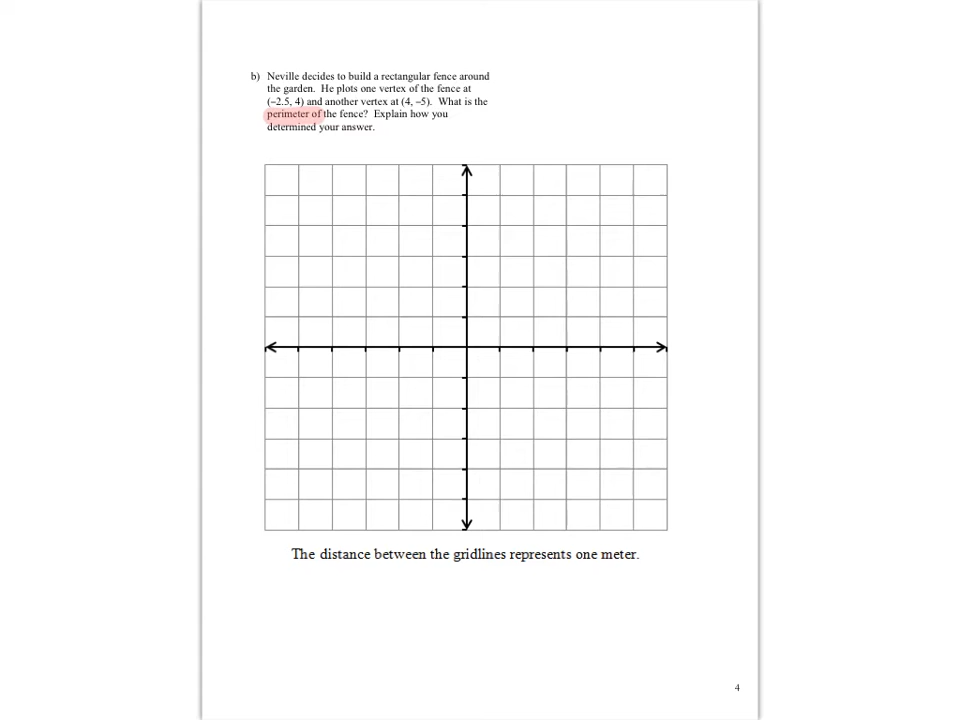 b) Neville decides to build a rectangular fence around
the garden. He plots one vertex of the fence at
(–2.5, 4) and another vertex at (4, –5). What is the
perimeter of the fence? Explain how you
determined your answer.
The distance between the gridlines represents one meter.
4